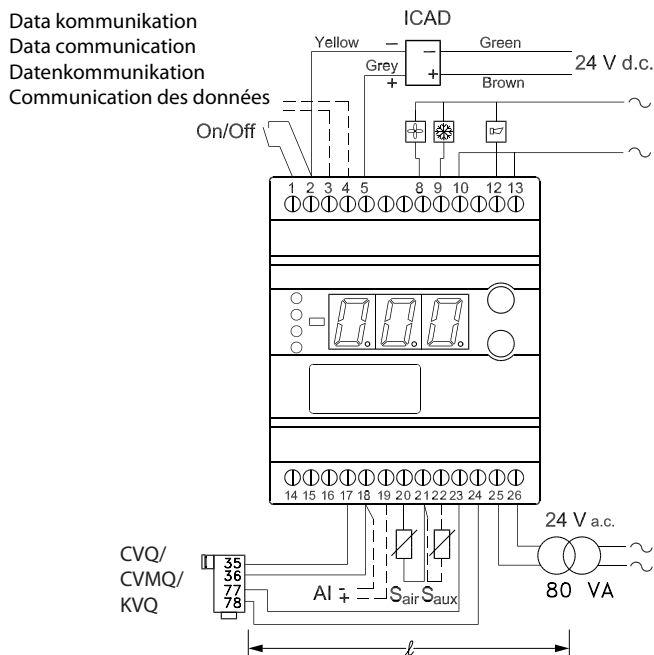 Data kommunikation
Data communication
Datenkommunikation
Communication des données
ICAD
Yellow
−
−
Green
24 V d.c.
Grey
+
+
Brown
On/Off
~
~
1 2 3 4 5 8 9 10 12 13
0.0.0.
14 15 16 17 18 19 20 21 22 23 24 25 26
24 V a.c.
80 VA
~
~
CVQ/
CVMQ/
KVQ
35
36
77
78
AI - +
Sair Saux
ℓ